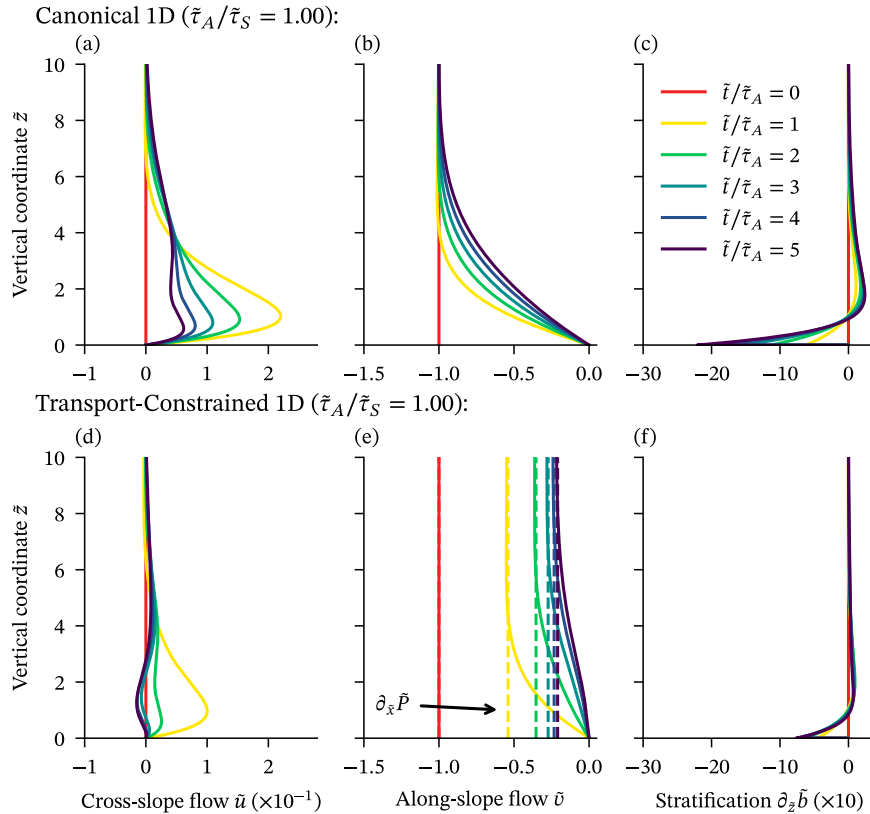 Canonical 1D (τ̃_A/τ̃_S = 1.00):
(a) (b) (c)
10
8
6
4
2
0
Vertical coordinate z̃
−1 0 1 2
−1.5 −1.0 −0.5 0.0
−30 −20 −10 0
t̃/τ̃_A = 0
t̃/τ̃_A = 1
t̃/τ̃_A = 2
t̃/τ̃_A = 3
t̃/τ̃_A = 4
t̃/τ̃_A = 5
Transport-Constrained 1D (τ̃_A/τ̃_S = 1.00):
(d) (e) (f)
10
8
6
4
2
0
Vertical coordinate z̃
∂_x̃ P̃
−1 0 1 2
−1.5 −1.0 −0.5 0.0
−30 −20 −10 0
Cross-slope flow ũ (×10⁻¹)
Along-slope flow ṽ
Stratification ∂_z̃ b̃ (×10)